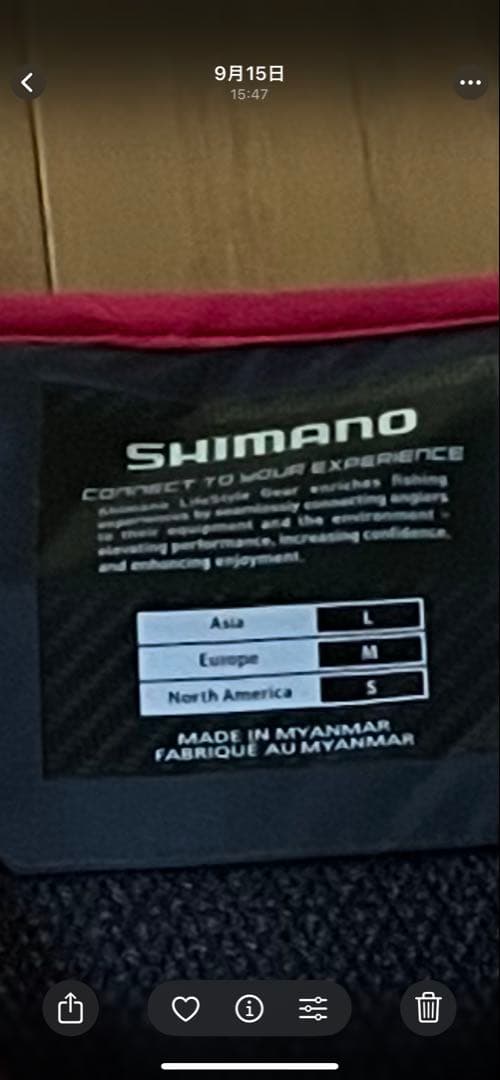 9月15日
15:47
SHIMANO
CONNECT TO YOUR EXPERIENCE
Shimano LifeStyle Gear enriches fishing
experiences by seamlessly connecting anglers
to their equipment and the environment -
elevating performance, increasing confidence,
and enhancing enjoyment.
Asia L
Europe M
North America S
MADE IN MYANMAR
FABRIQUE AU MYANMAR